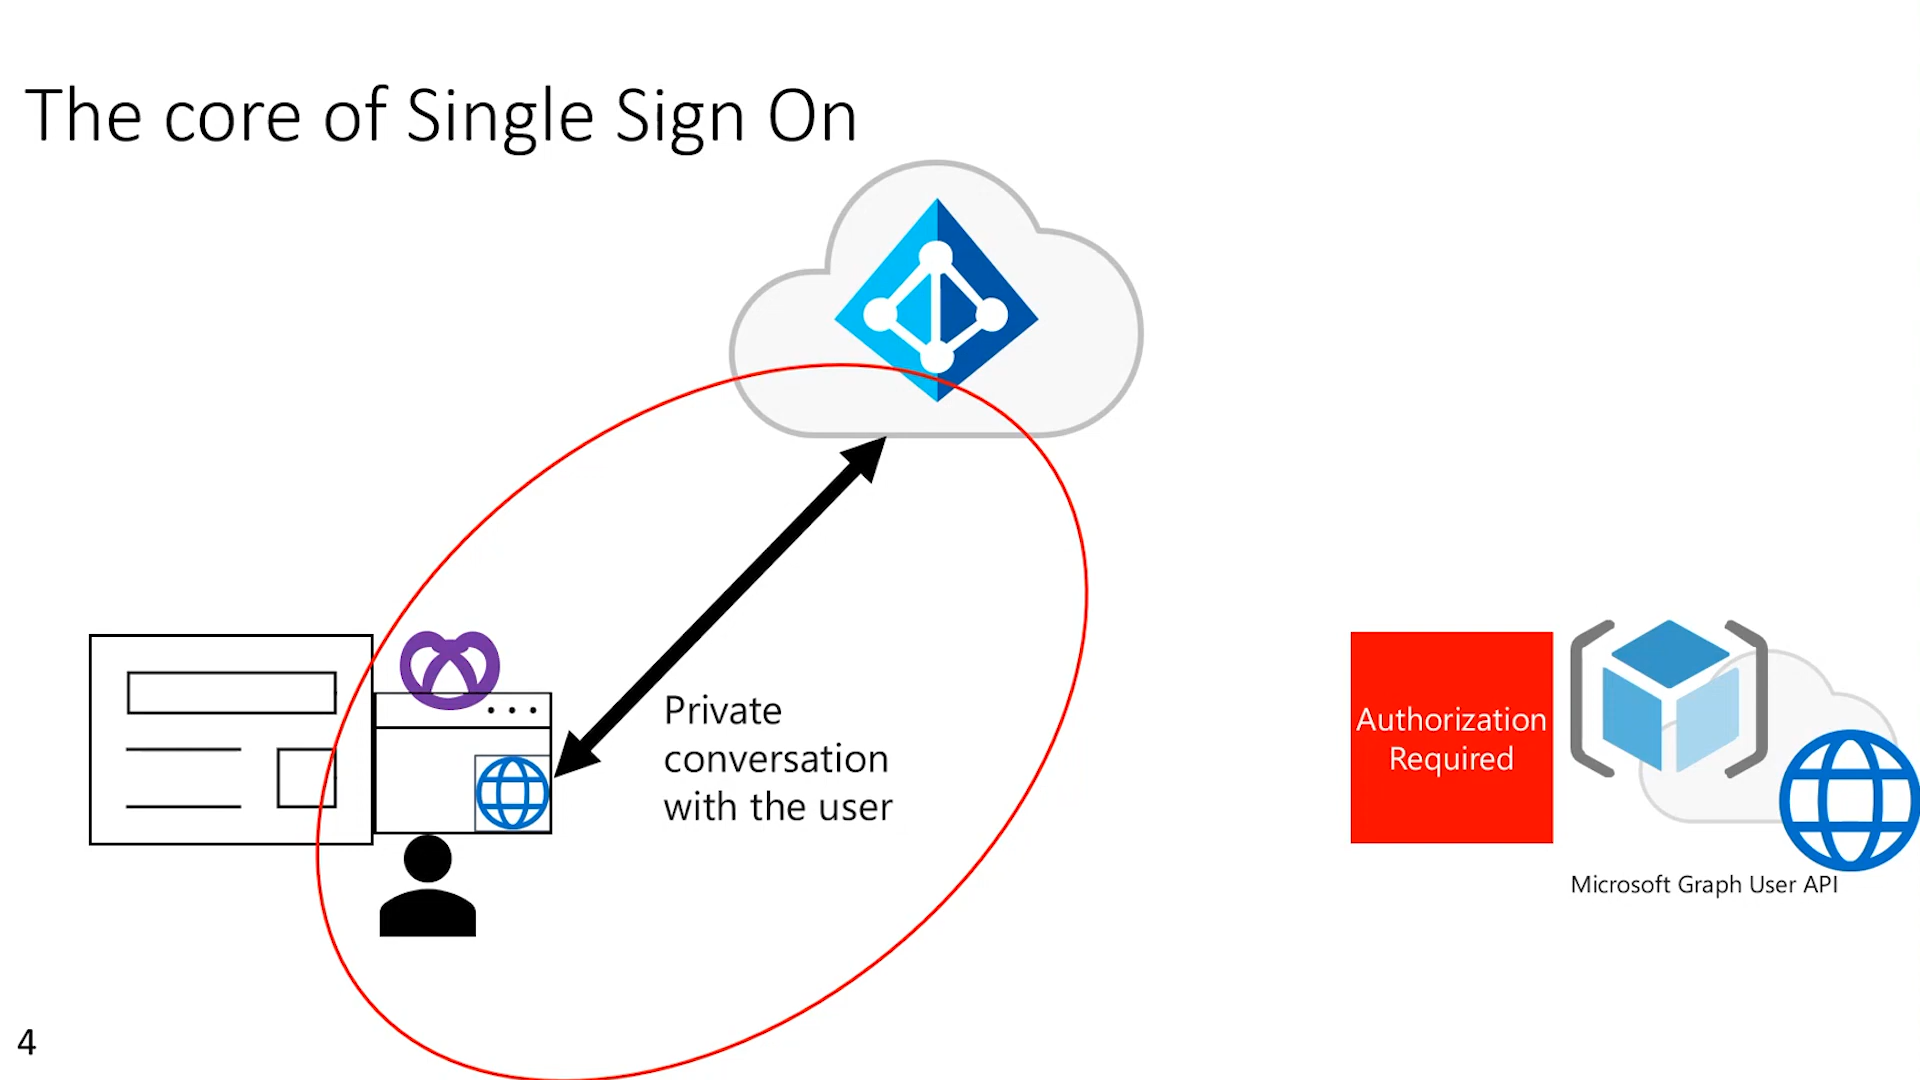 The core of Single Sign On
Private
conversation
with the user
Authorization
Required
Microsoft Graph User API
4